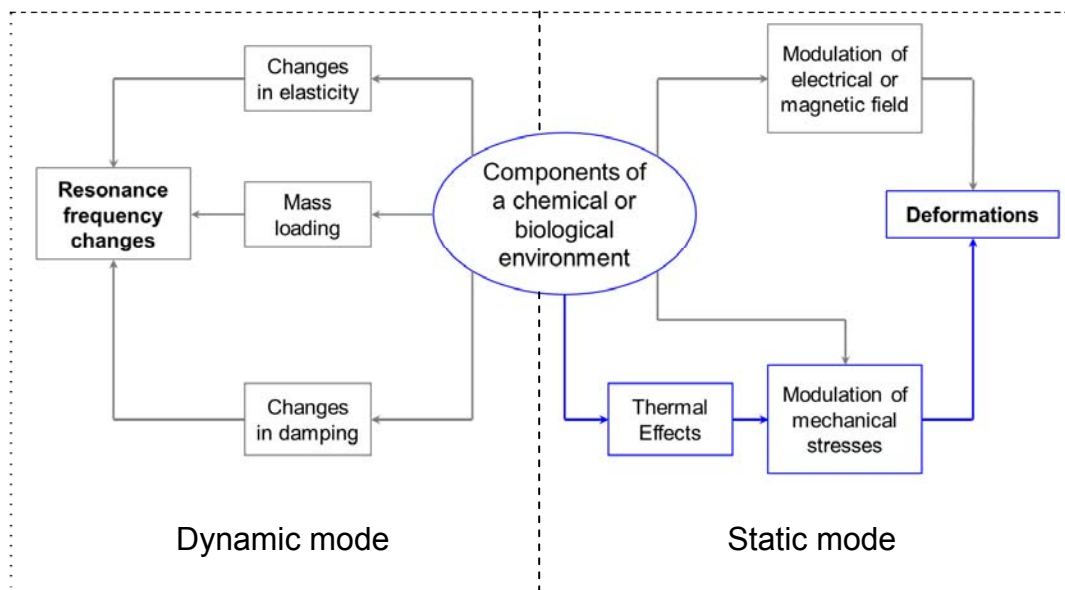 Changes
in elasticity
Resonance
frequency
changes
Mass
loading
Changes
in damping
Dynamic mode
Components of
a chemical or
biological
environment
Modulation of
electrical or
magnetic field
Deformations
Thermal
Effects
Modulation of
mechanical
stresses
Static mode